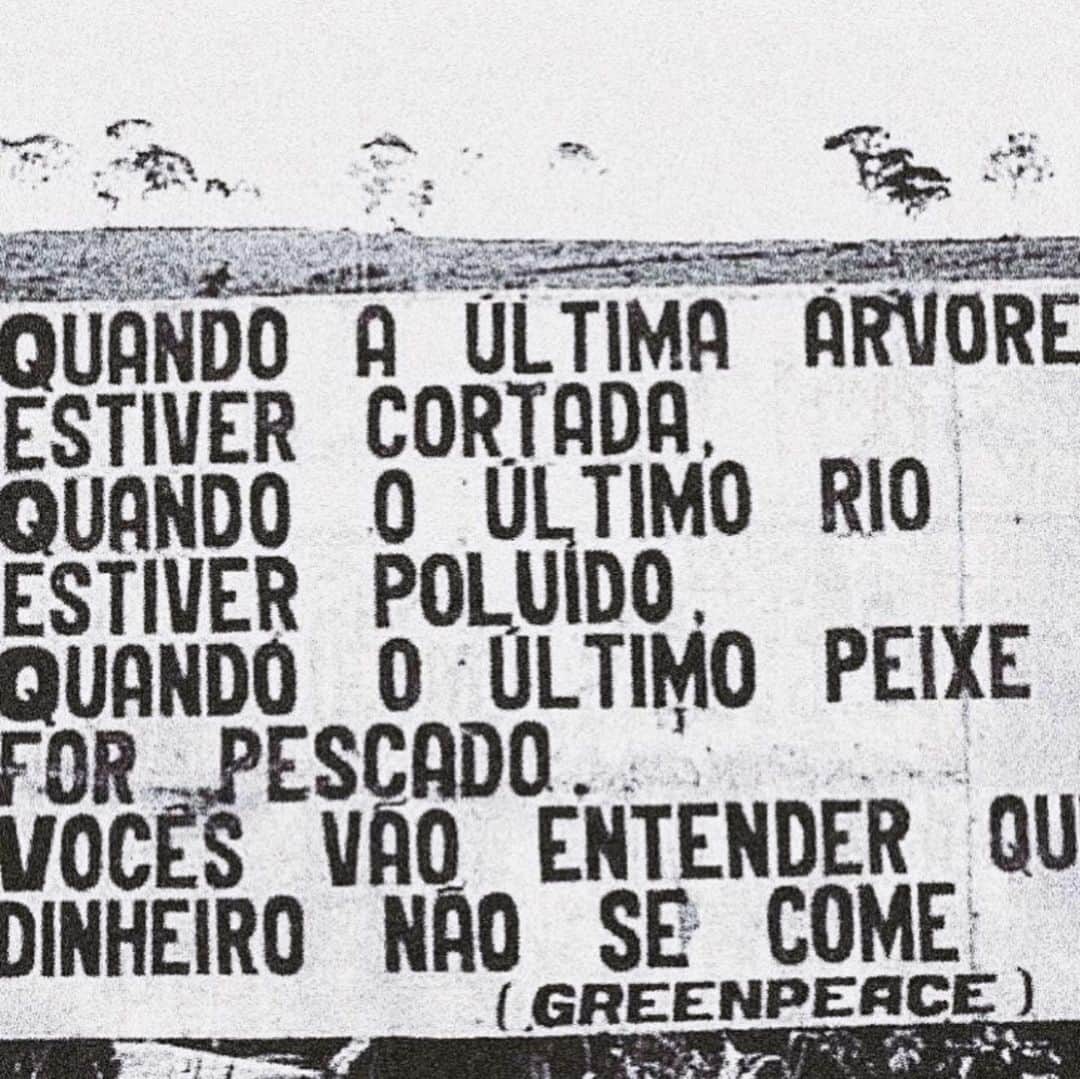 QUANDO A ÚLTIMA ÁRVORE
ESTIVER CORTADA,
QUANDO O ÚLTIMO RIO
ESTIVER POLUÍDO,
QUANDO O ÚLTIMO PEIXE
FOR PESCADO.
VOCÊS VÃO ENTENDER QU
DINHEIRO NÃO SE COME
(GREENPEACE)